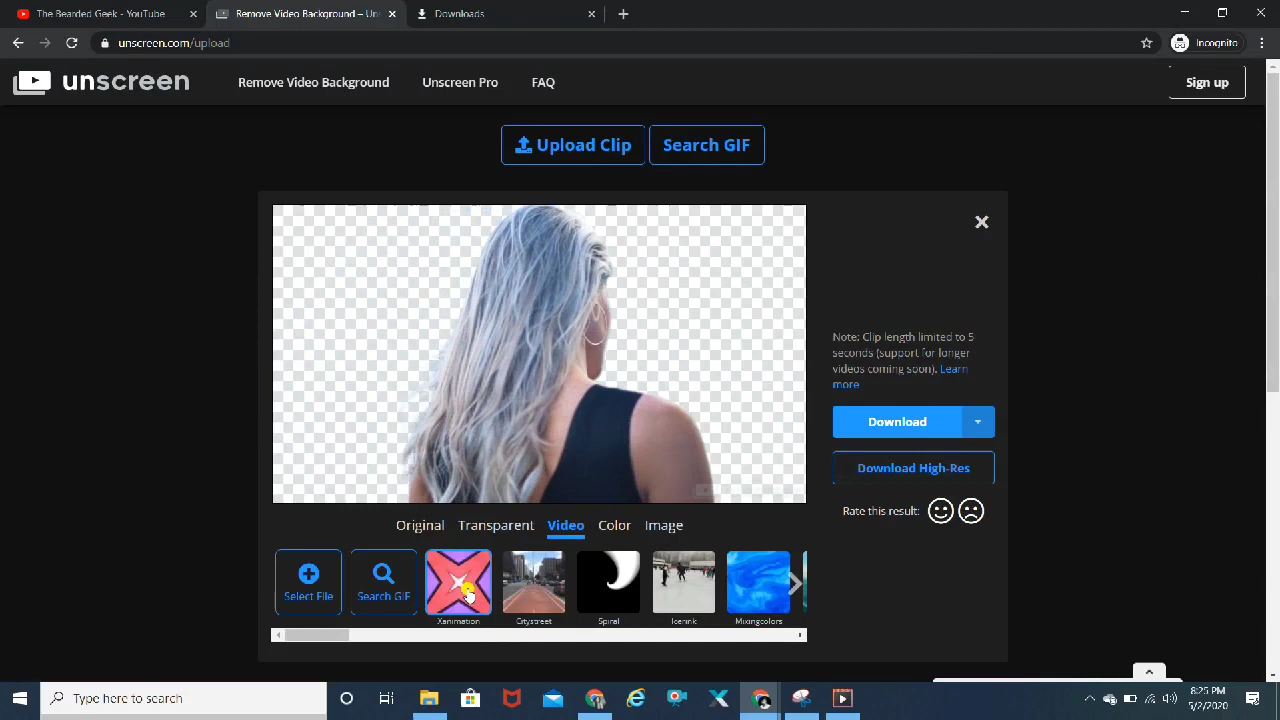 The Bearded Geek - YouTube
Remove Video Background – Un
Downloads
unscreen.com/upload
Incognito
unscreen
Remove Video Background
Unscreen Pro
FAQ
Sign up
Upload Clip
Search GIF
Note: Clip length limited to 5
seconds (support for longer
videos coming soon). Learn
more
Download
Download High-Res
Rate this result:
Original
Transparent
Video
Color
Image
Select File
Search GIF
Xanimation
Citystreet
Spiral
Icerink
Mixingcolors
Type here to search
8:25 PM
5/2/2020